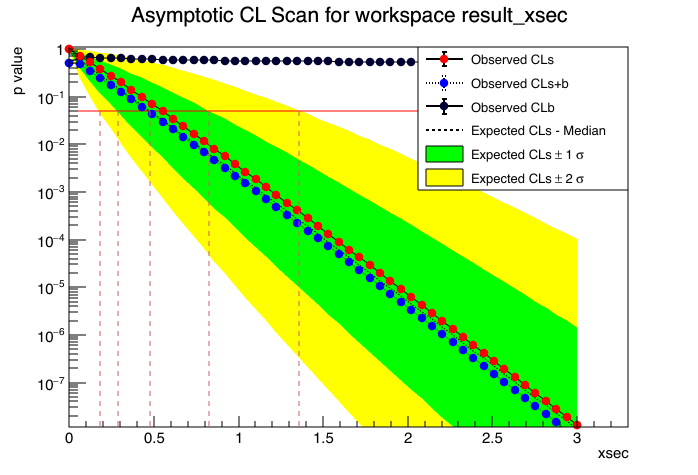 Asymptotic CL Scan for workspace result_xsec
p value
1
10⁻¹
10⁻²
10⁻³
10⁻⁴
10⁻⁵
10⁻⁶
10⁻⁷
Observed CLs
Observed CLs+b
Observed CLb
Expected CLs - Median
Expected CLs ± 1 σ
Expected CLs ± 2 σ
0 0.5 1 1.5 2 2.5 3
xsec